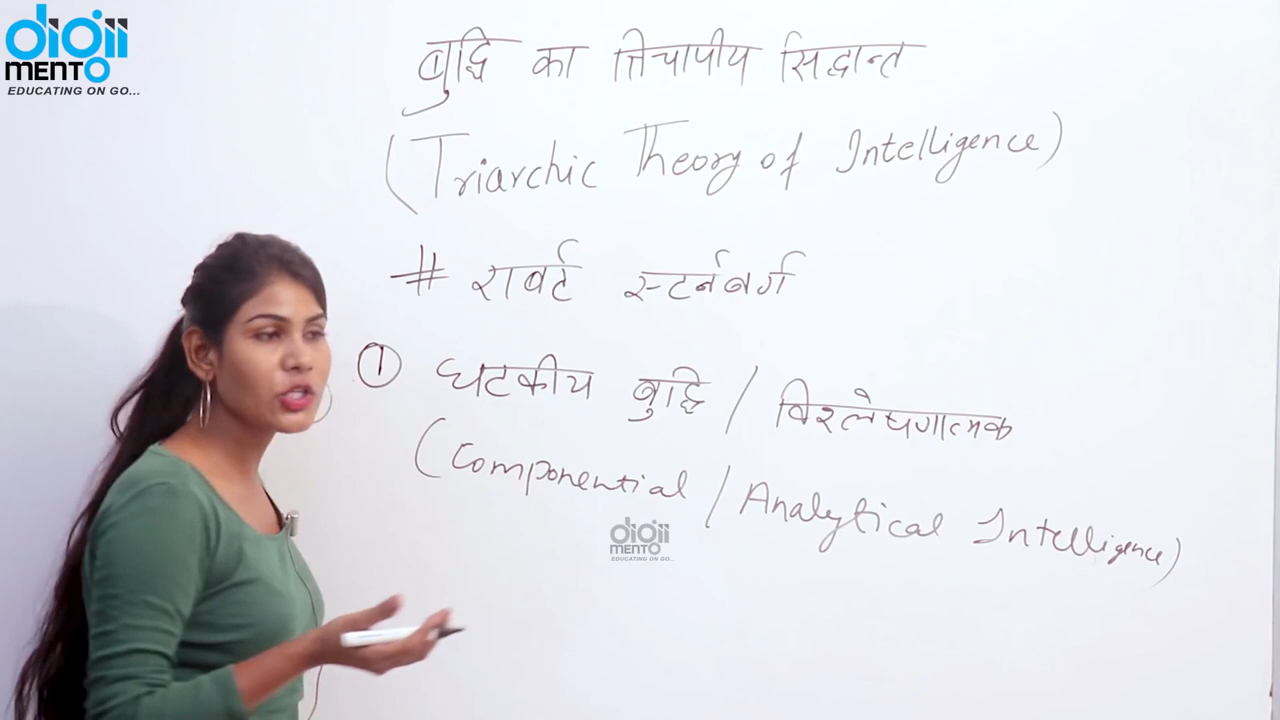 digii
MENTO
EDUCATING ON GO...
बुद्धि का त्रिचापीय सिद्धान्त
(Triarchic Theory of Intelligence)
# राबर्ट स्टर्नबर्ग
① घटकीय बुद्धि / विश्लेषणात्मक
(Componential / Analytical Intelligence)
digii
MENTO
EDUCATING ON GO...